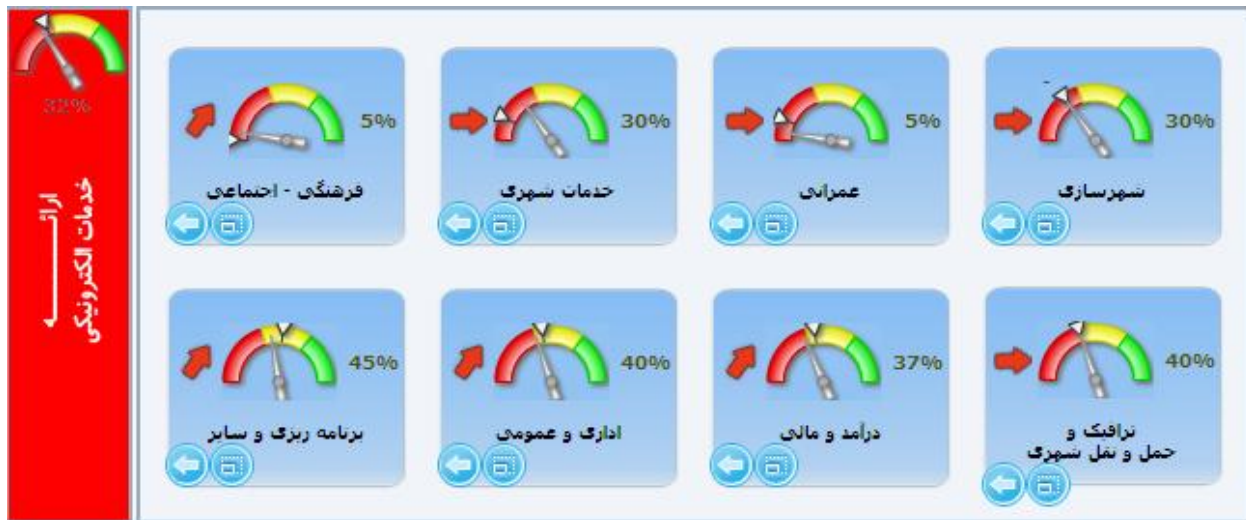 32%
ارائـــــــه
خدمات الکترونیکی
30%
شهرسازی
5%
عمرانی
30%
خدمات شهری
5%
فرهنگی - اجتماعی
40%
ترافیک و
حمل و نقل شهری
37%
درآمد و مالی
40%
اداری و عمومی
45%
برنامه ریزی و سایر